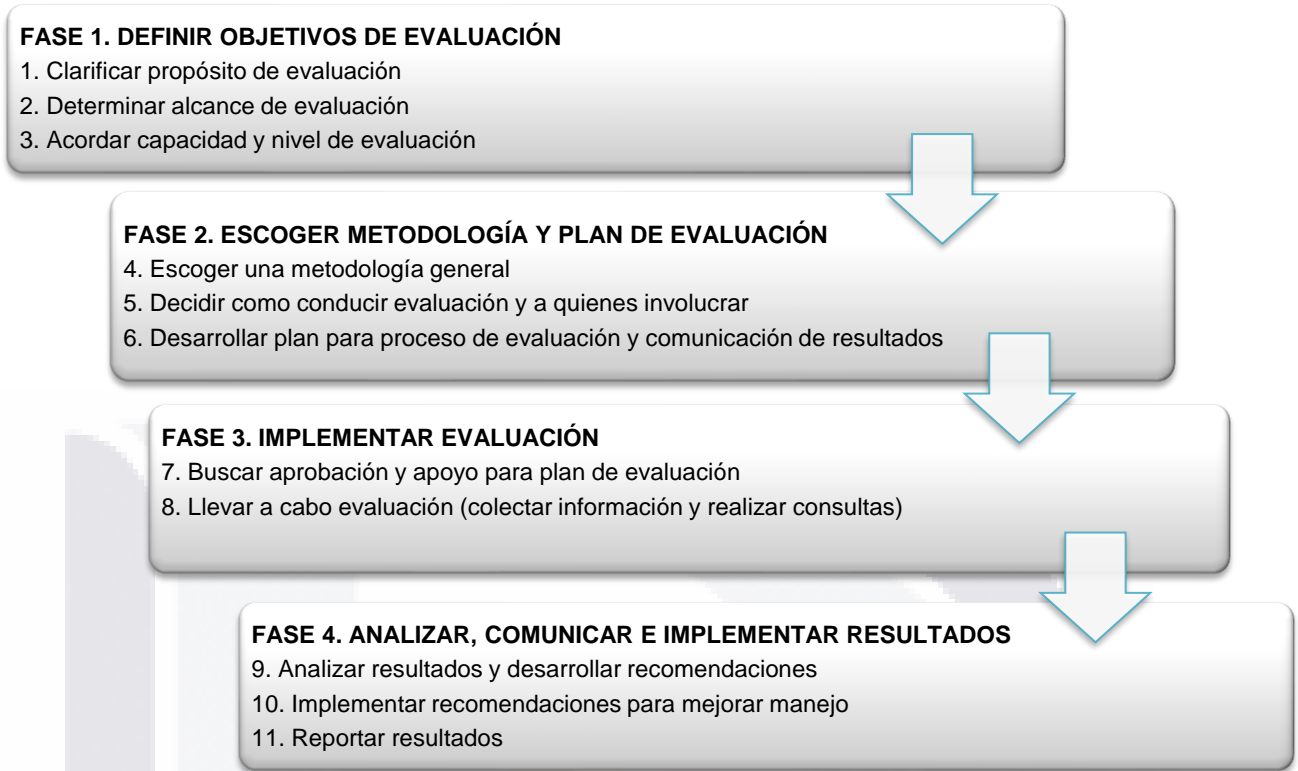 FASE 1. DEFINIR OBJETIVOS DE EVALUACIÓN
1. Clarificar propósito de evaluación
2. Determinar alcance de evaluación
3. Acordar capacidad y nivel de evaluación
FASE 2. ESCOGER METODOLOGÍA Y PLAN DE EVALUACIÓN
4. Escoger una metodología general
5. Decidir como conducir evaluación y a quienes involucrar
6. Desarrollar plan para proceso de evaluación y comunicación de resultados
FASE 3. IMPLEMENTAR EVALUACIÓN
7. Buscar aprobación y apoyo para plan de evaluación
8. Llevar a cabo evaluación (colectar información y realizar consultas)
FASE 4. ANALIZAR, COMUNICAR E IMPLEMENTAR RESULTADOS
9. Analizar resultados y desarrollar recomendaciones
10. Implementar recomendaciones para mejorar manejo
11. Reportar resultados